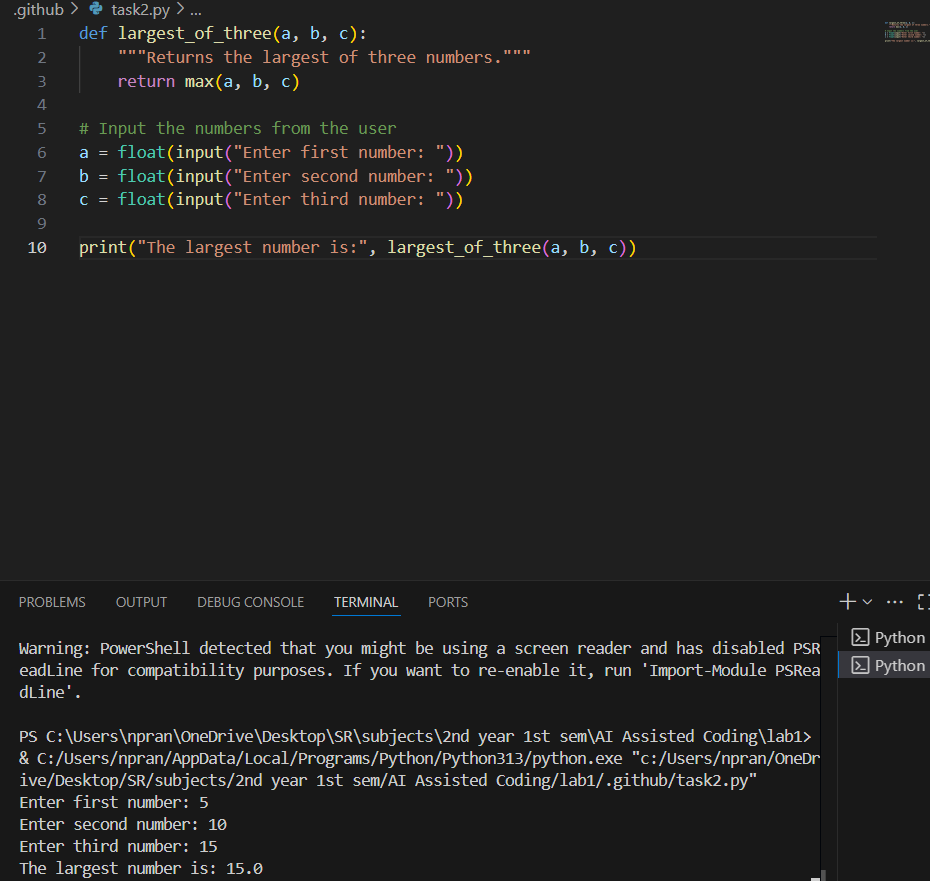 .github > task2.py > ...
1 def largest_of_three(a, b, c):
2     """Returns the largest of three numbers."""
3     return max(a, b, c)
4
5 # Input the numbers from the user
6 a = float(input("Enter first number: "))
7 b = float(input("Enter second number: "))
8 c = float(input("Enter third number: "))
9
10 print("The largest number is:", largest_of_three(a, b, c))
PROBLEMS OUTPUT DEBUG CONSOLE TERMINAL PORTS
Python
Python
Warning: PowerShell detected that you might be using a screen reader and has disabled PSR
eadLine for compatibility purposes. If you want to re-enable it, run 'Import-Module PSRea
dLine'.
PS C:\Users\npran\OneDrive\Desktop\SR\subjects\2nd year 1st sem\AI Assisted Coding\lab1>
& C:/Users/npran/AppData/Local/Programs/Python/Python313/python.exe "c:/Users/npran/OneDr
ive/Desktop/SR/subjects/2nd year 1st sem/AI Assisted Coding/lab1/.github/task2.py"
Enter first number: 5
Enter second number: 10
Enter third number: 15
The largest number is: 15.0